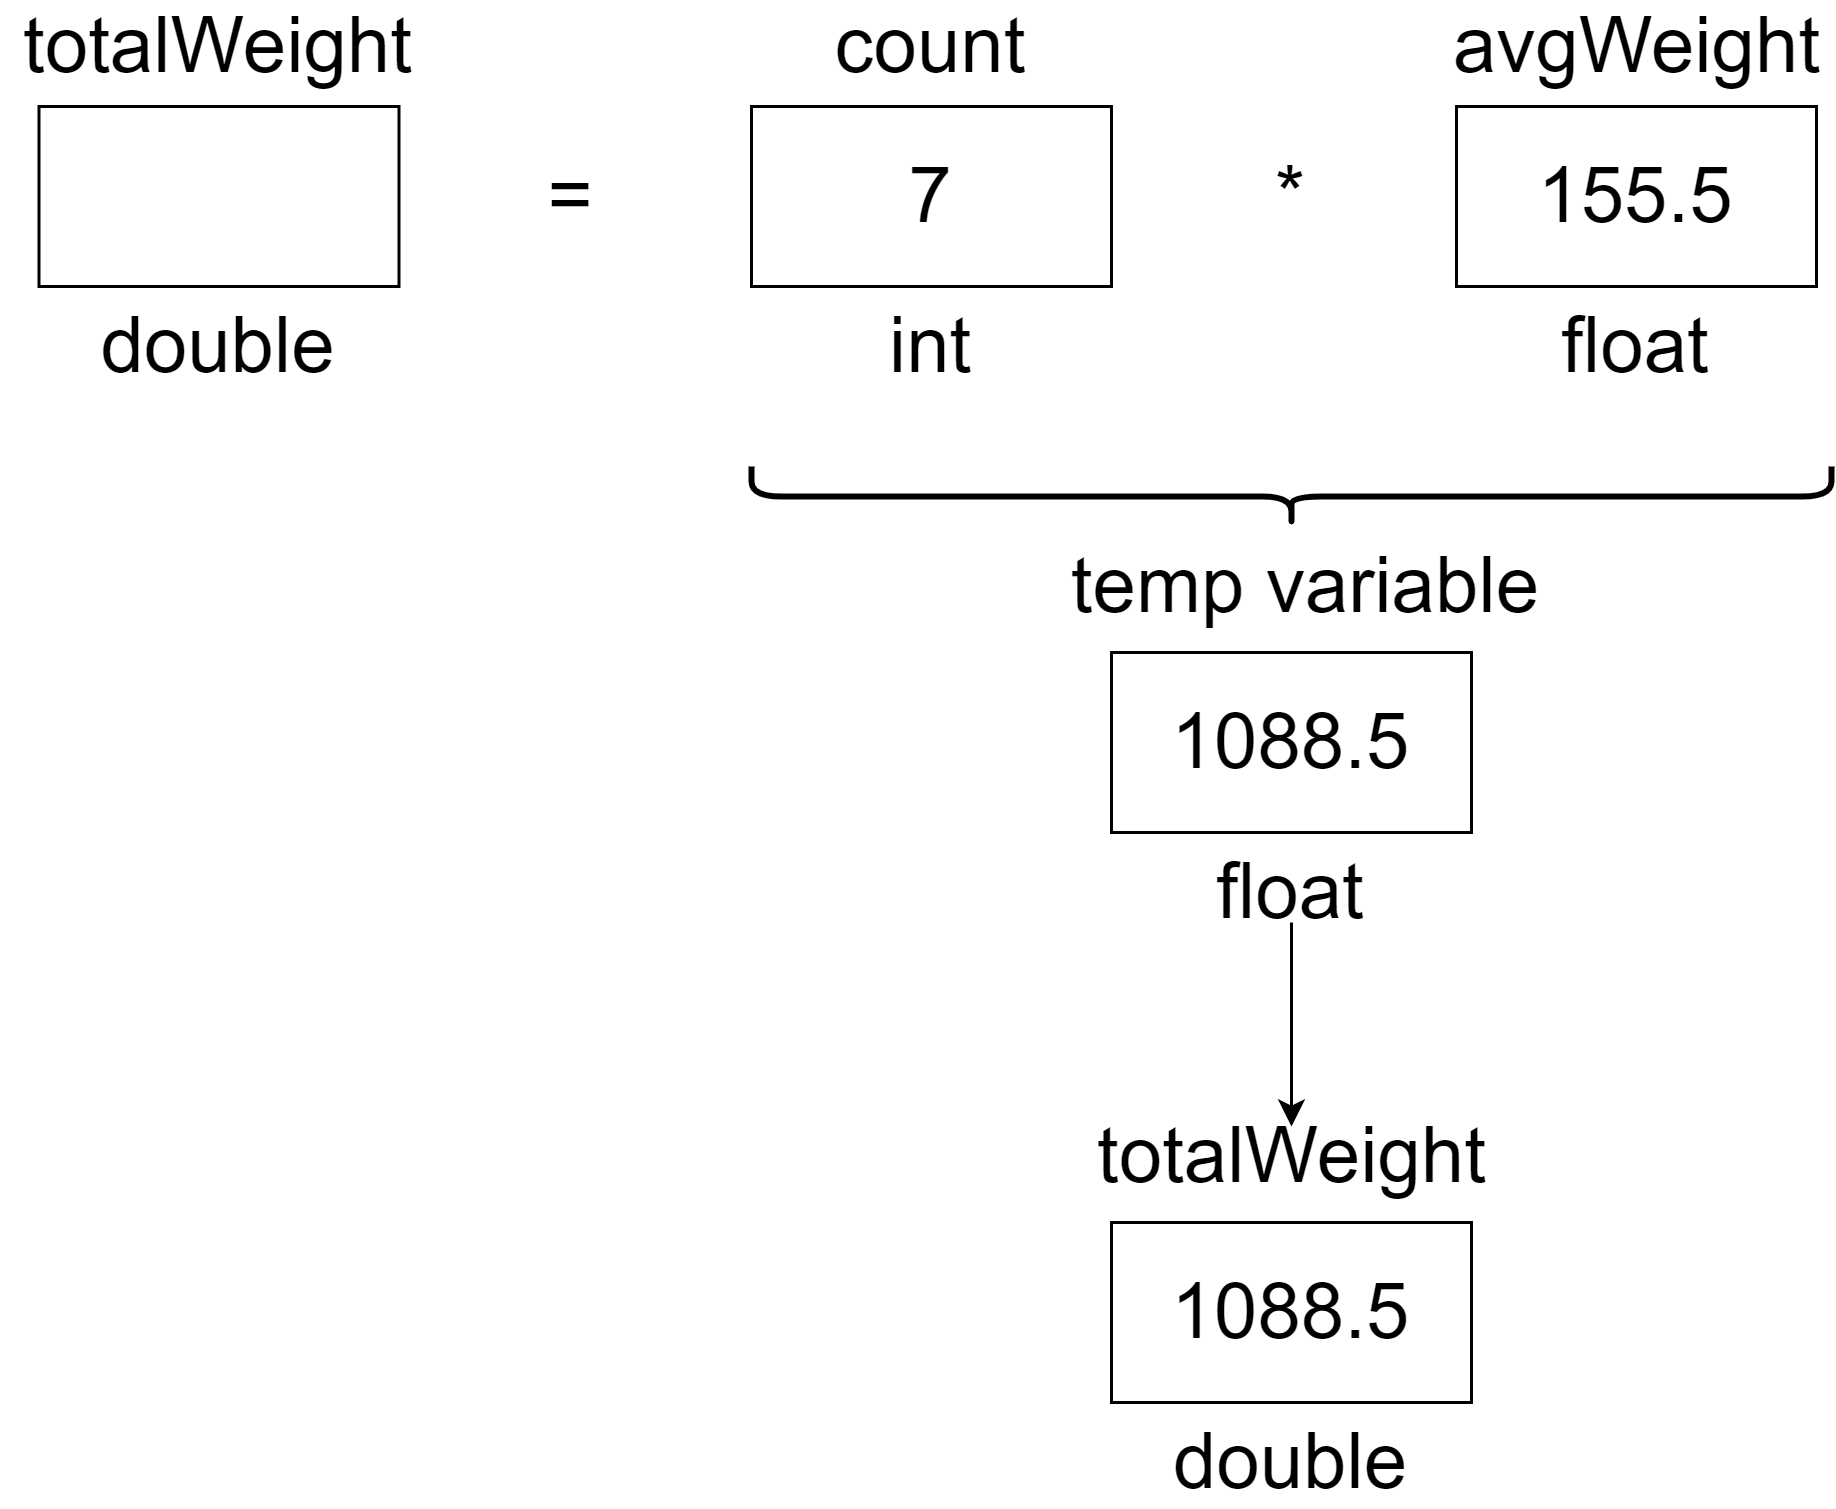 totalWeight count avgWeight
= 7 * 155.5
double int float
temp variable
1088.5
float
totalWeight
1088.5
double